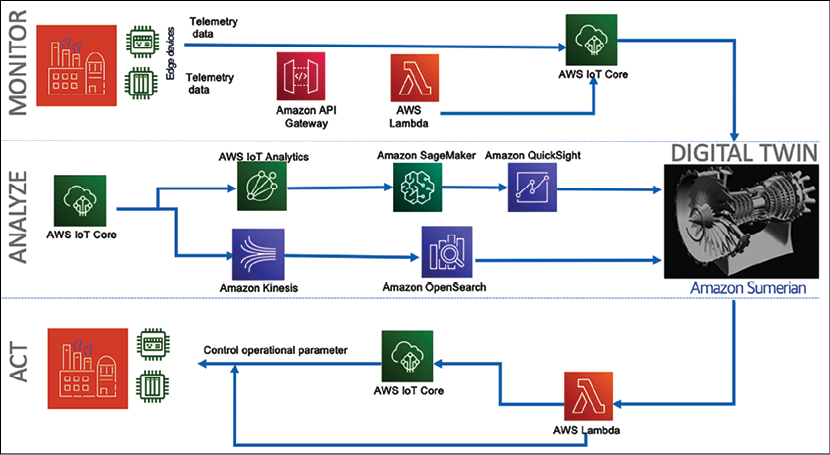 MONITOR
Edge devices
Telemetry
data
Telemetry
data
Amazon API
Gateway
AWS
Lambda
AWS IoT Core
DIGITAL TWIN
ANALYZE
AWS IoT Core
AWS IoT Analytics
Amazon SageMaker
Amazon QuickSight
Amazon Kinesis
Amazon OpenSearch
Amazon Sumerian
ACT
Control operational parameter
AWS IoT Core
AWS Lambda